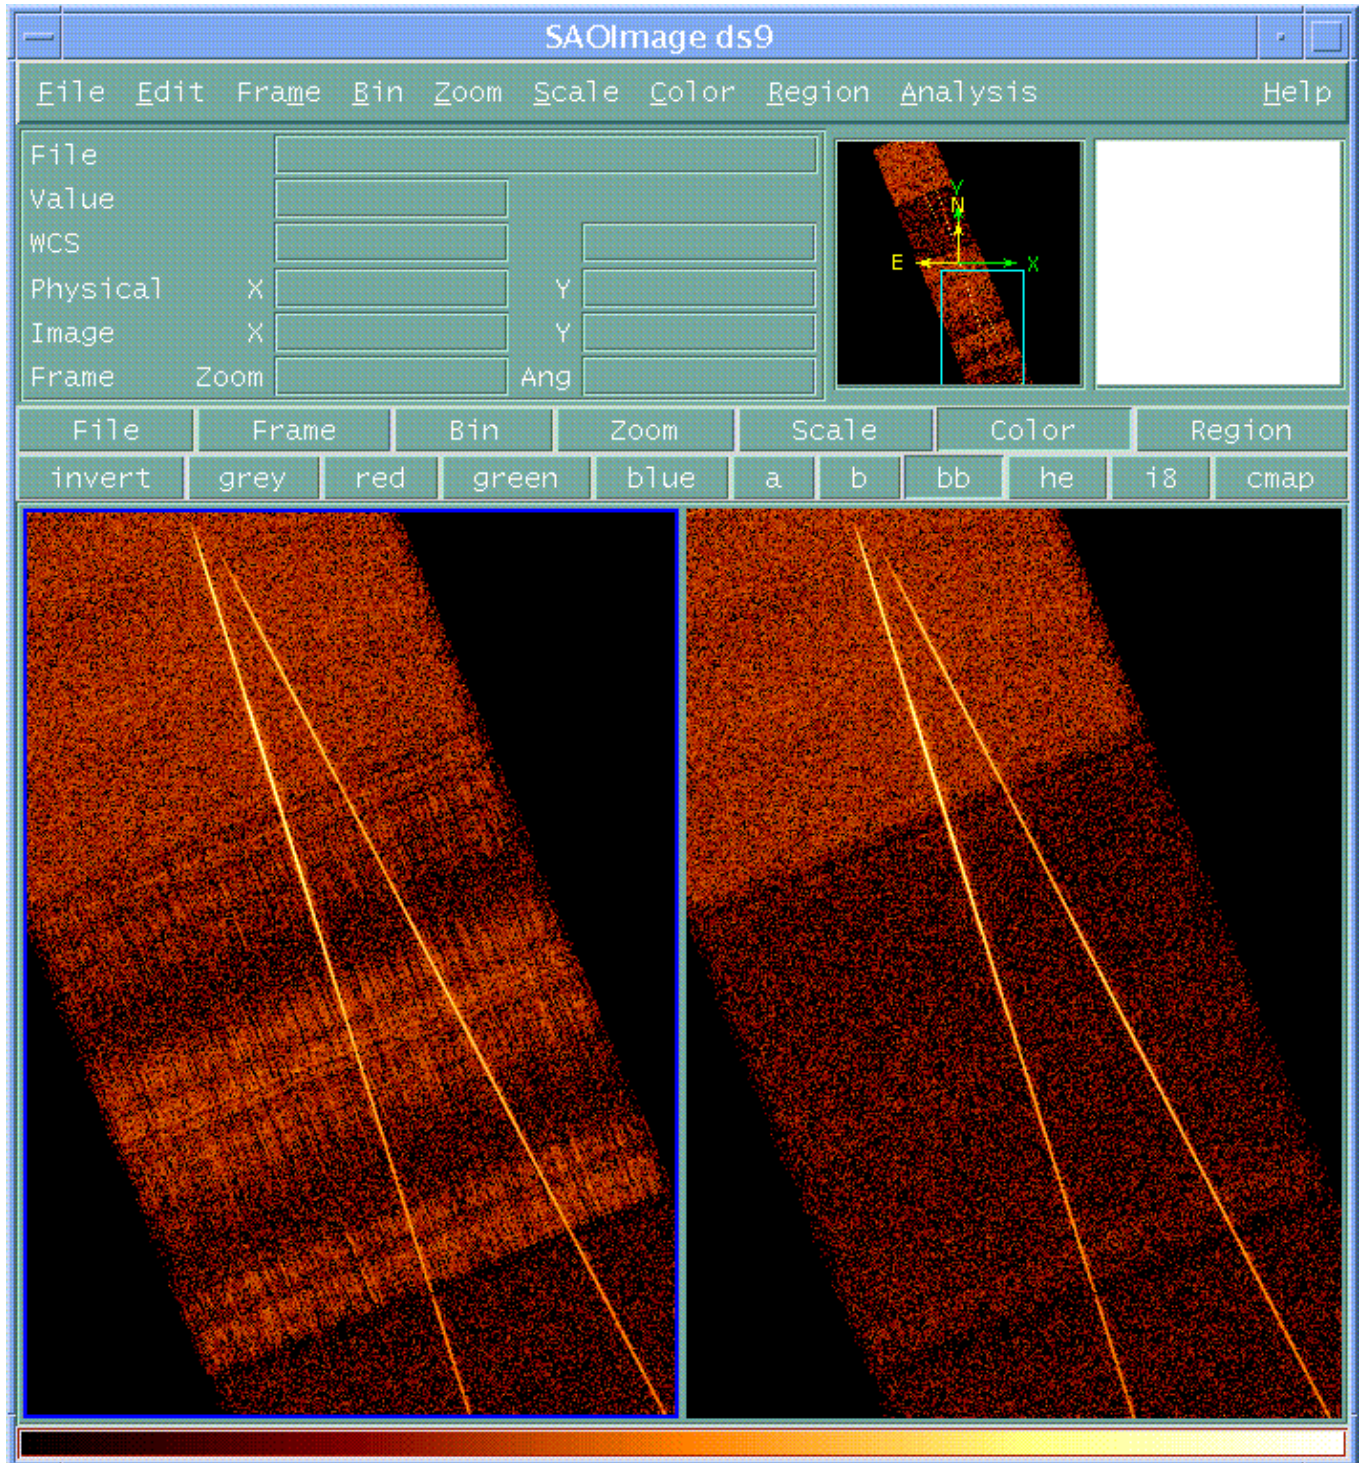 SAOImage ds9
File Edit Frame Bin Zoom Scale Color Region Analysis Help
File
Value
WCS
Physical X Y
Image X Y
Frame Zoom Ang
Y
N
E X
File Frame Bin Zoom Scale Color Region
invert grey red green blue a b bb he i8 cmap